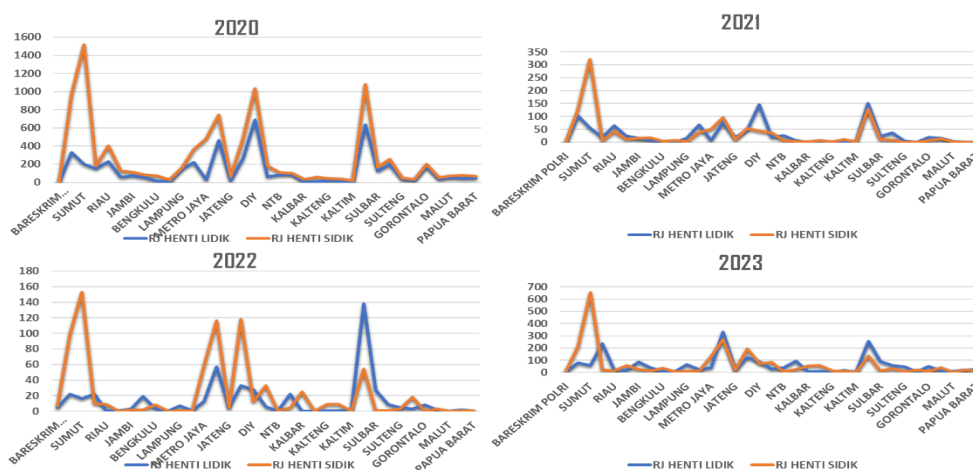 2020
1600
1400
1200
1000
800
600
400
200
0
BARESKRIM...
SUMUT
RIAU
JAMBI
BENGKULU
LAMPUNG
METRO JAYA
JATENG
DIY
NTB
KALBAR
KALTENG
KALTIM
SULBAR
SULTENG
GORONTALO
MALUT
PAPUA BARAT
RJ HENTI LIDIK RJ HENTI SIDIK
2021
350
300
250
200
150
100
50
0
BARESKRIM POLRI
SUMUT
RIAU
JAMBI
BENGKULU
LAMPUNG
METRO JAYA
JATENG
DIY
NTB
KALBAR
KALTENG
KALTIM
SULBAR
SULTENG
GORONTALO
MALUT
PAPUA BARAT
RJ HENTI LIDIK RJ HENTI SIDIK
2022
180
160
140
120
100
80
60
40
20
0
BARESKRIM...
SUMUT
RIAU
JAMBI
BENGKULU
LAMPUNG
METRO JAYA
JATENG
DIY
NTB
KALBAR
KALTENG
KALTIM
SULBAR
SULTENG
GORONTALO
MALUT
PAPUA BARAT
RJ HENTI LIDIK RJ HENTI SIDIK
2023
700
600
500
400
300
200
100
0
BARESKRIM POLRI
SUMUT
RIAU
JAMBI
BENGKULU
LAMPUNG
METRO JAYA
JATENG
DIY
NTB
KALBAR
KALTENG
KALTIM
SULBAR
SULTENG
GORONTALO
MALUT
PAPUA BARAT
RJ HENTI LIDIK RJ HENTI SIDIK